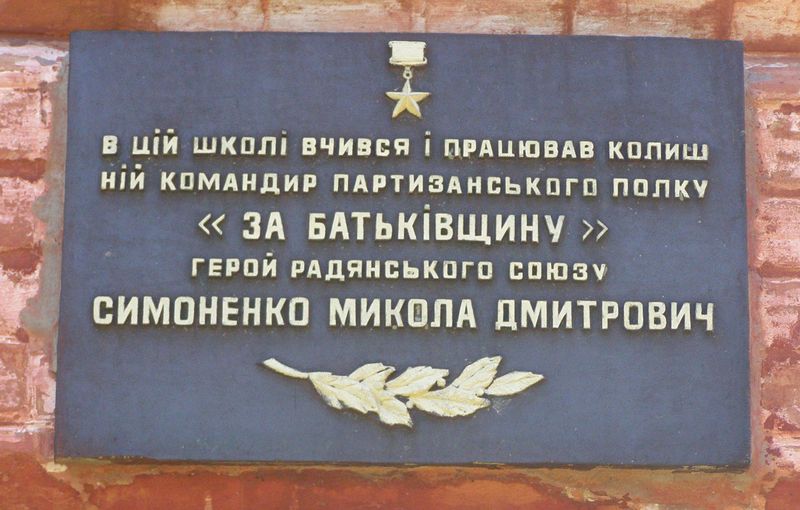 В ЦІЙ ШКОЛІ ВЧИВСЯ І ПРАЦЮВАВ КОЛИШ
НІЙ КОМАНДИР ПАРТИЗАНСЬКОГО ПОЛКУ
« ЗА БАТЬКІВЩИНУ »
ГЕРОЙ РАДЯНСЬКОГО СОЮЗУ
СИМОНЕНКО МИКОЛА ДМИТРОВИЧ